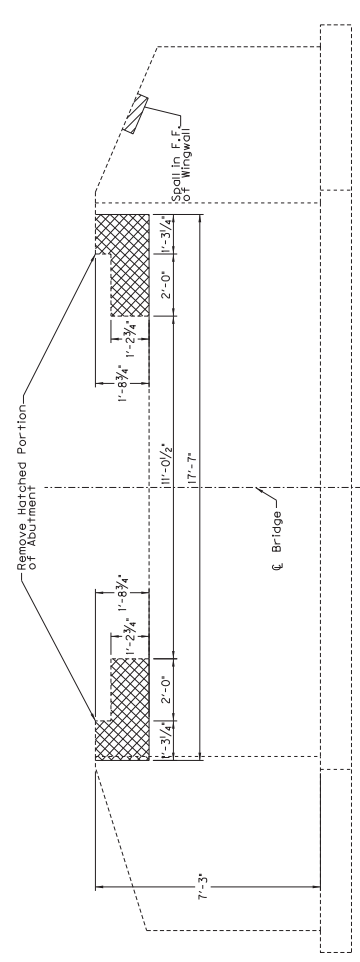 Remove Hatched Portion
of Abutment
Spall in F.F.
of Wingwall
1'-8¾"
1'-2¾"
1'-8¾"
1'-2¾"
1'-3¼"
2'-0"
11'-0½"
2'-0"
1'-3¼"
17'-7"
7'-3"
℄ Bridge